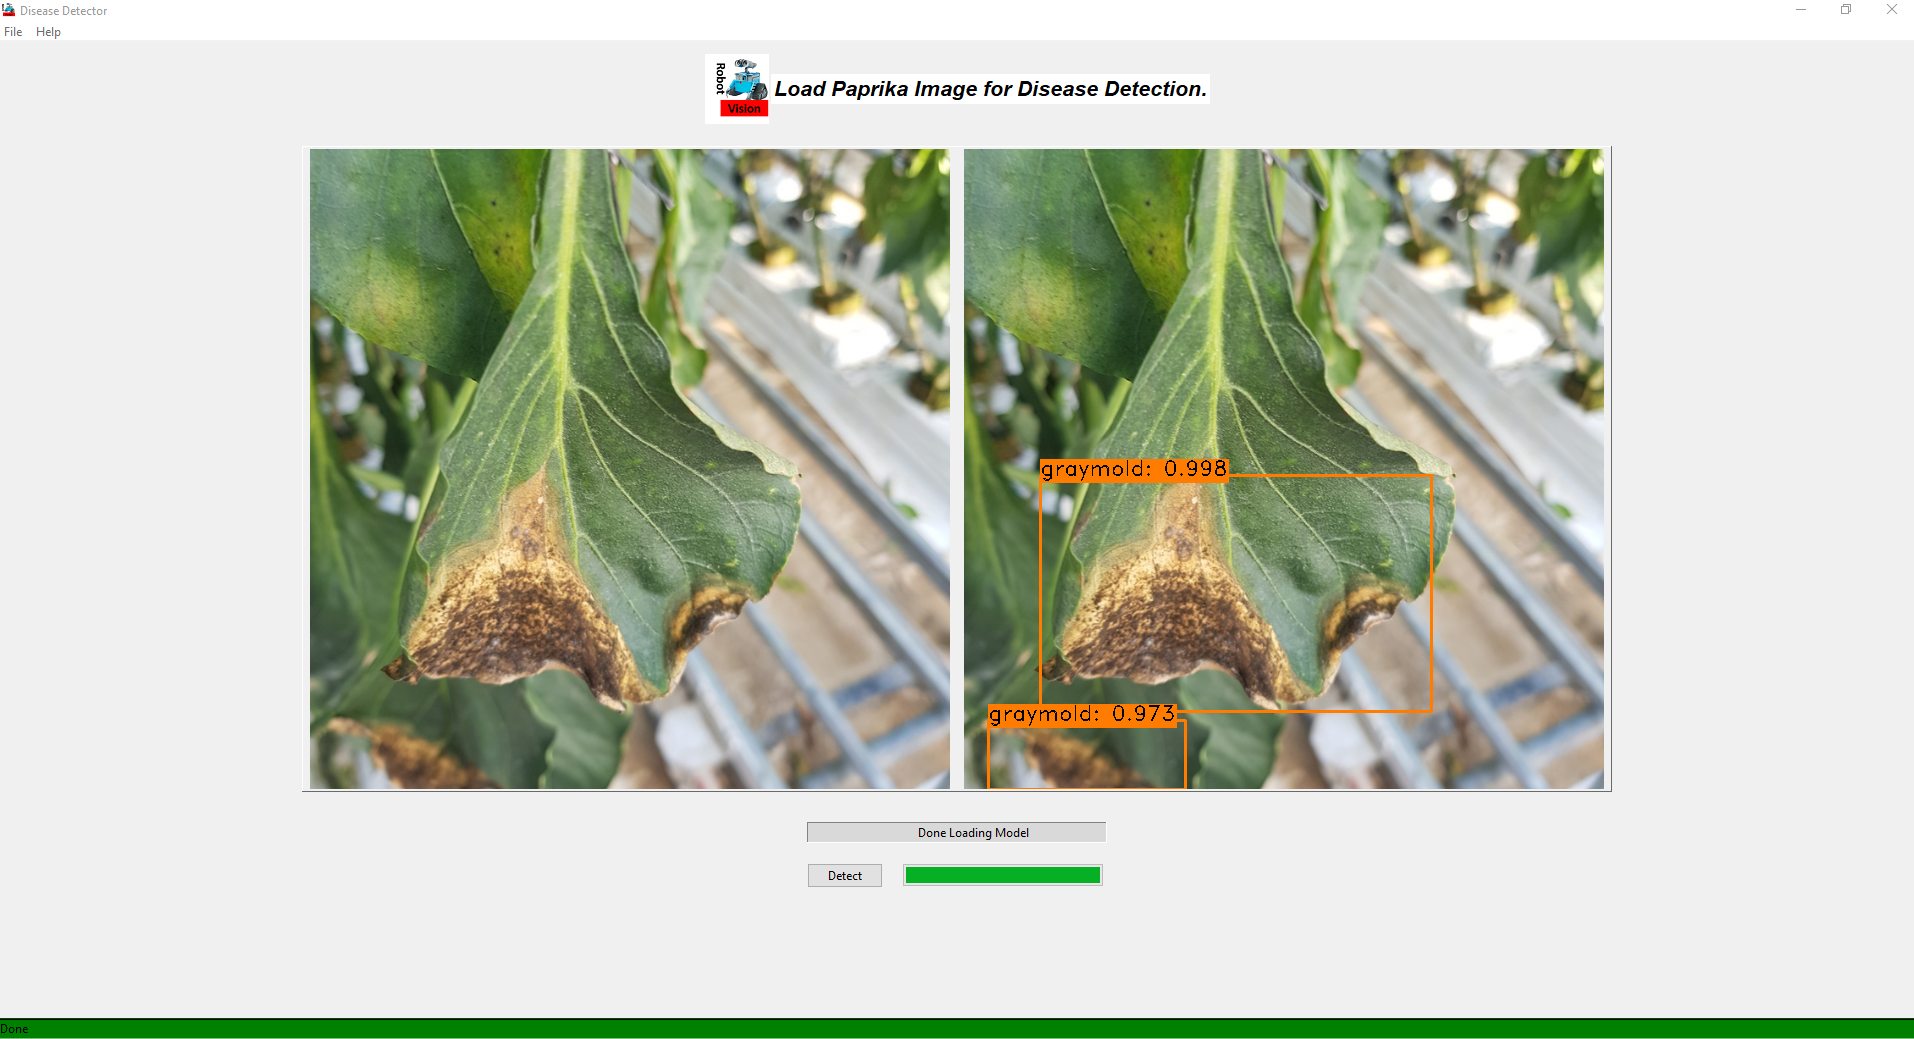 Disease Detector
File Help
Robot
Vision
Load Paprika Image for Disease Detection.
graymold: 0.998
graymold: 0.973
Done Loading Model
Detect
Done